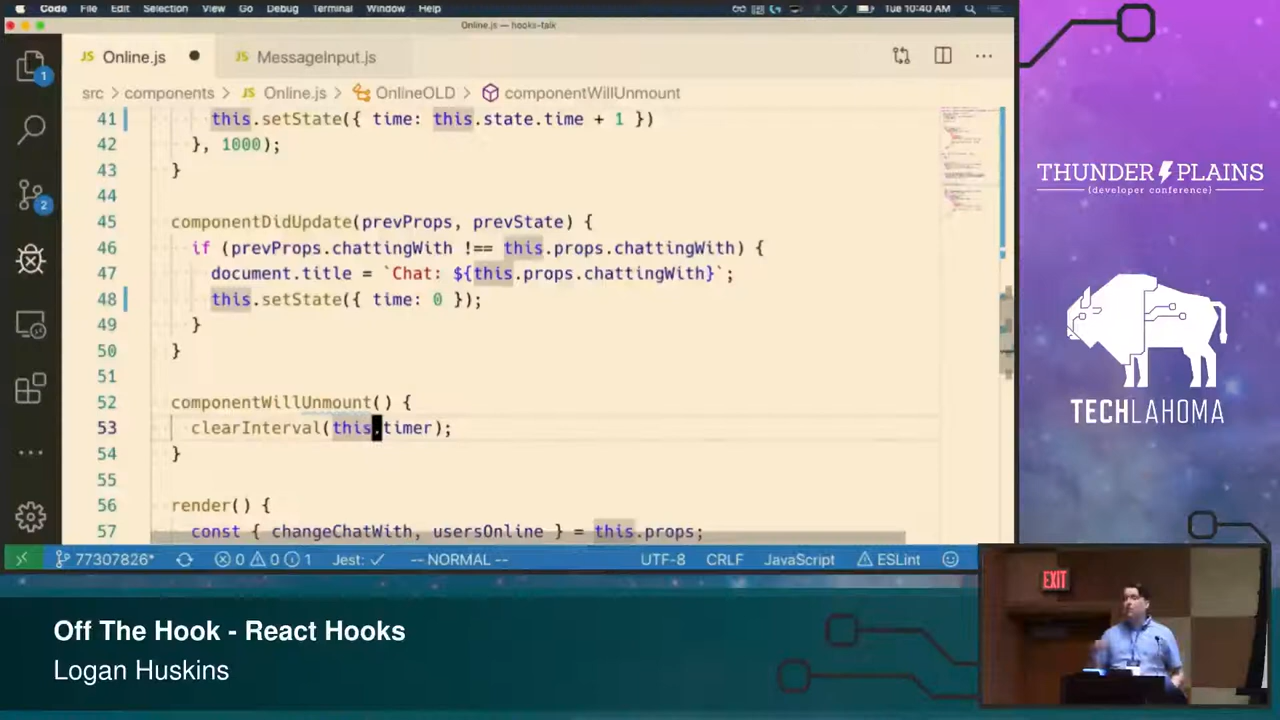 Code File Edit Selection View Go Debug Terminal Window Help
Tue 10:40 AM
Online.js — hooks-talk
JS Online.js
JS MessageInput.js
src > components > JS Online.js > OnlineOLD > componentWillUnmount
41 this.setState({ time: this.state.time + 1 })
42 }, 1000);
43 }
44
45 componentDidUpdate(prevProps, prevState) {
46 if (prevProps.chattingWith !== this.props.chattingWith) {
47 document.title = `Chat: ${this.props.chattingWith}`;
48 this.setState({ time: 0 });
49 }
50 }
51
52 componentWillUnmount() {
53 clearInterval(this.timer);
54 }
55
56 render() {
57 const { changeChatWith, usersOnline } = this.props;
1
2
77307826* 0 0 1 Jest: -- NORMAL -- UTF-8 CRLF JavaScript ESLint
THUNDER PLAINS
{developer conference}
TECHLAHOMA
EXIT
Off The Hook - React Hooks
Logan Huskins